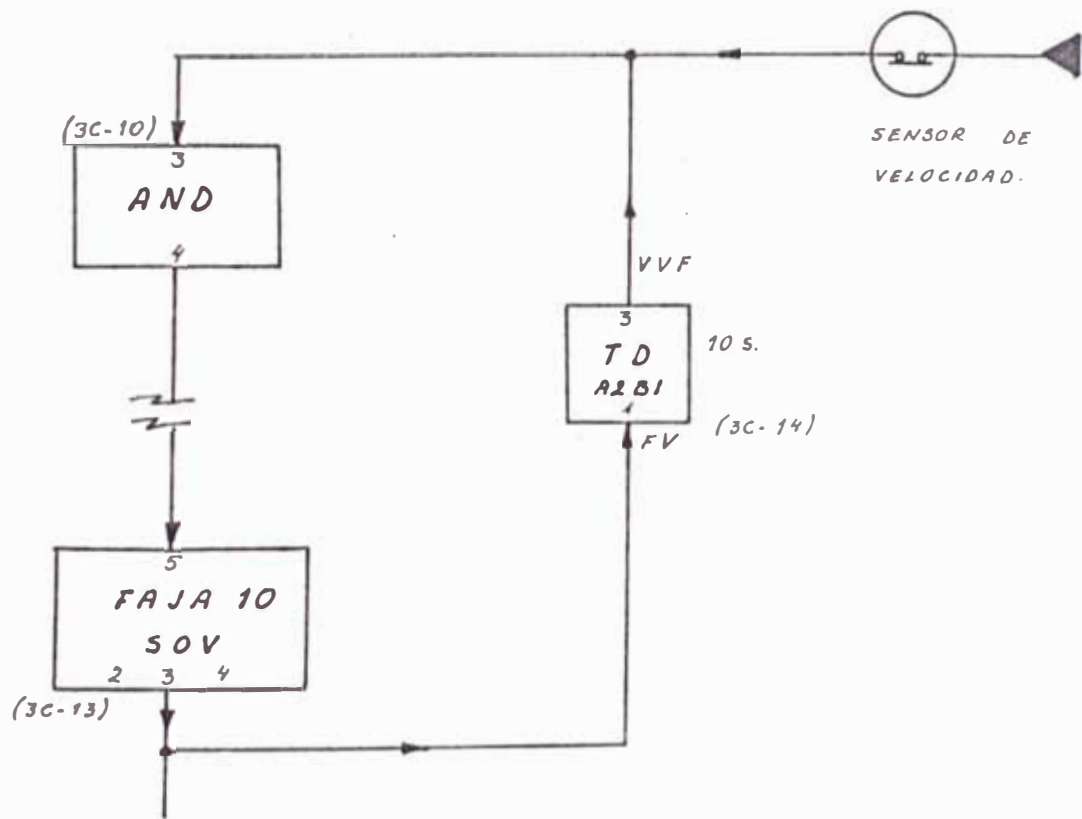 (3C-10)
3
AND
4
SENSOR DE
VELOCIDAD.
VVF
3
TD
A2B1
1
10 S.
(3C-14)
FV
5
FAJA 10
SOV
2 3 4
(3C-13)